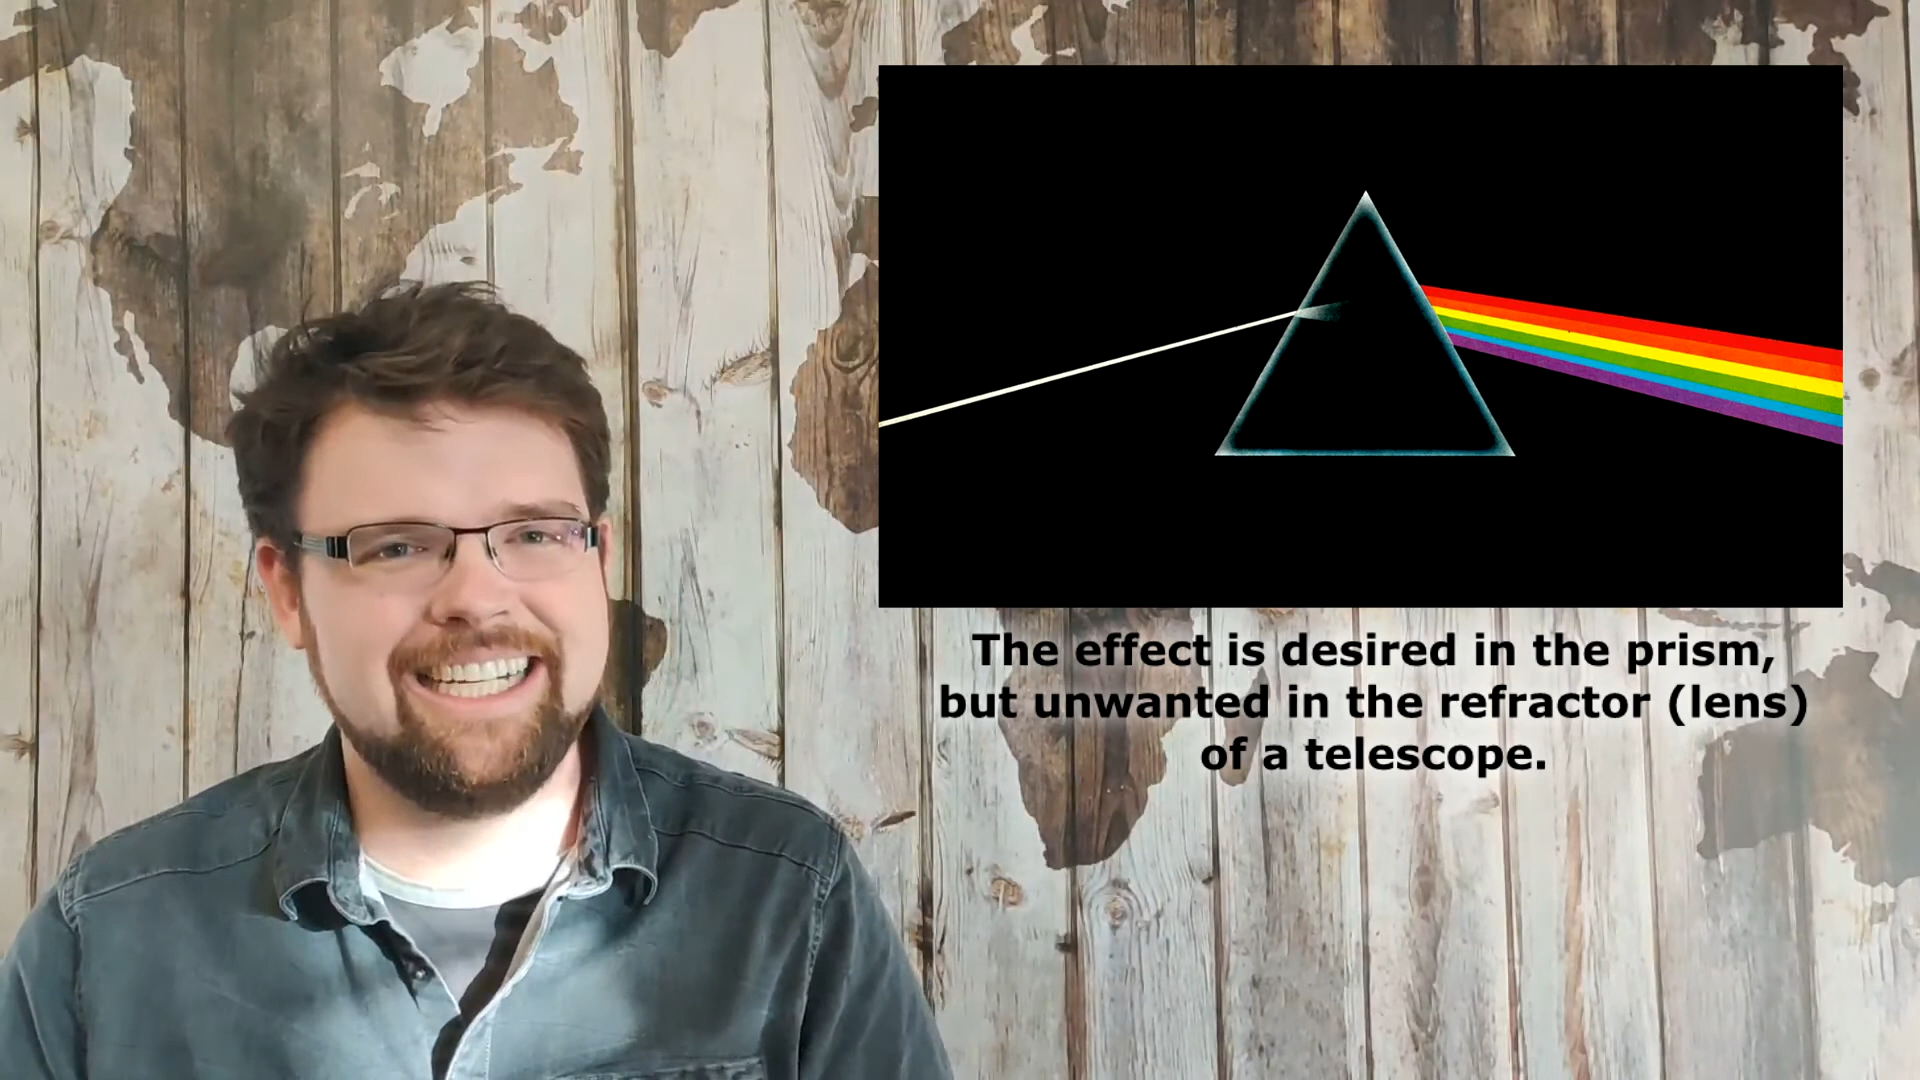 The effect is desired in the prism,
but unwanted in the refractor (lens)
of a telescope.